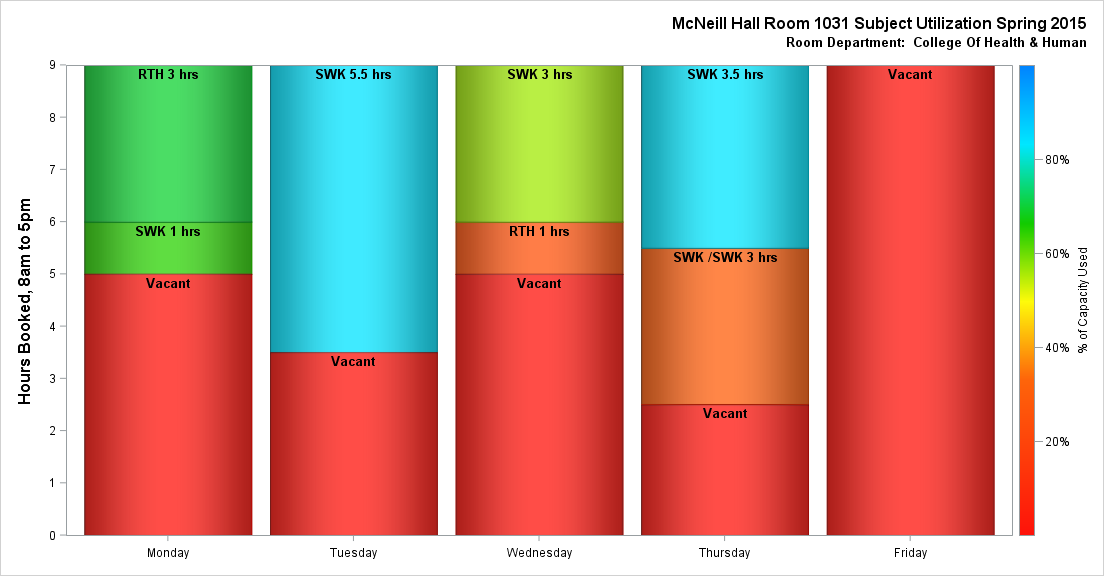 McNeill Hall Room 1031 Subject Utilization Spring 2015
Room Department:  College Of Health & Human
Hours Booked, 8am to 5pm
9
8
7
6
5
4
3
2
1
0
RTH 3 hrs
SWK 1 hrs
Vacant
SWK 5.5 hrs
Vacant
SWK 3 hrs
RTH 1 hrs
Vacant
SWK 3.5 hrs
SWK /SWK 3 hrs
Vacant
Vacant
Monday
Tuesday
Wednesday
Thursday
Friday
80%
60%
40%
20%
% of Capacity Used